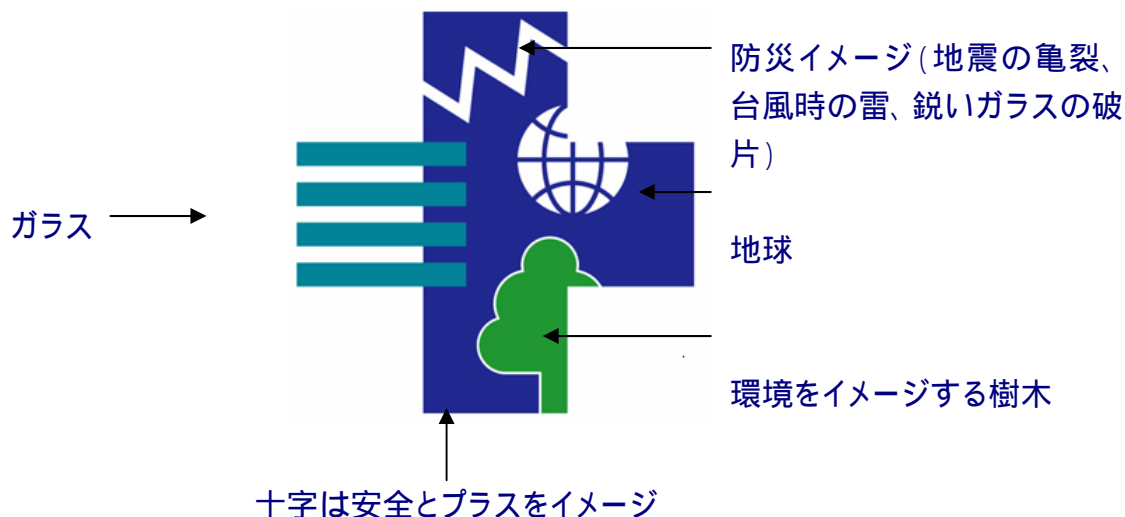 防災イメージ(地震の亀裂、
台風時の雷、鋭いガラスの破
片)
ガラス
地球
環境をイメージする樹木
十字は安全とプラスをイメージ